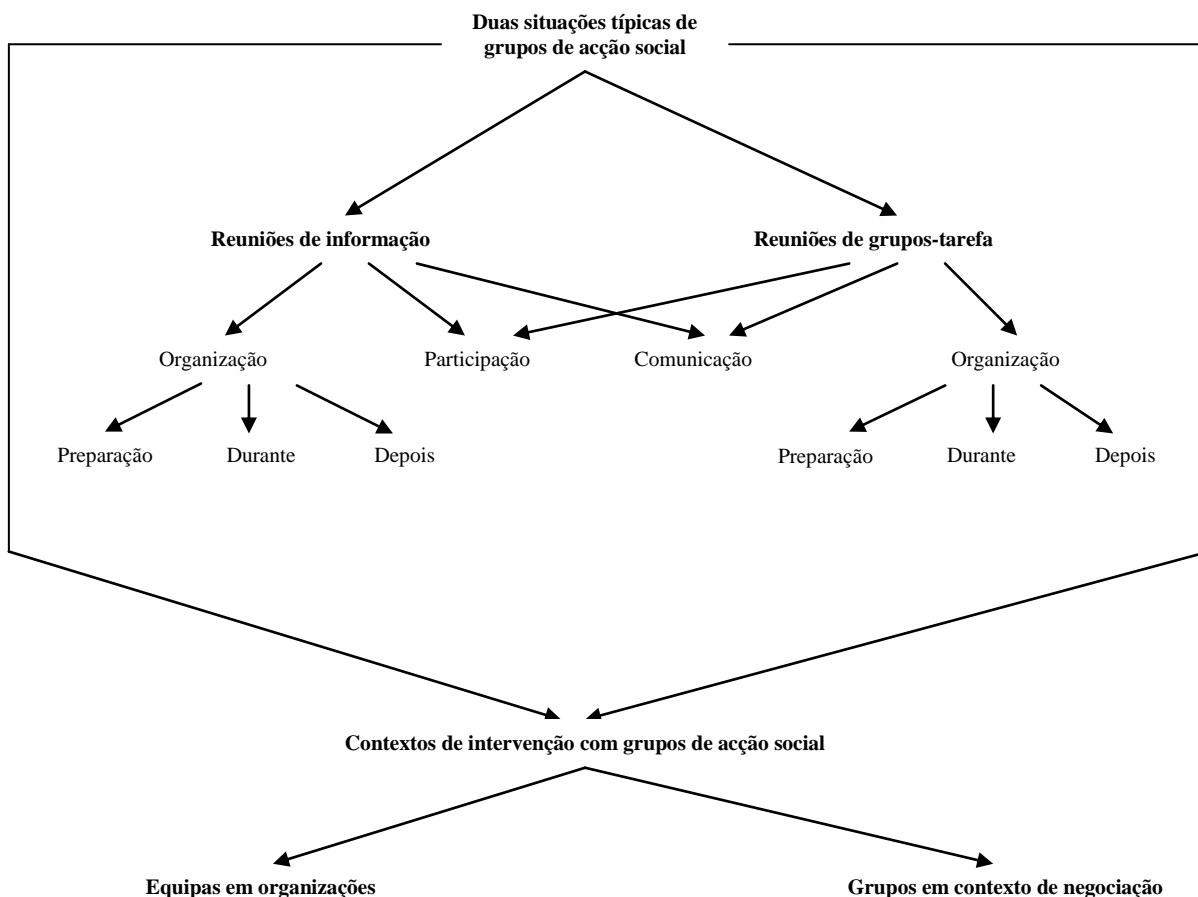 Duas situações típicas de
grupos de acção social
Reuniões de informação
Reuniões de grupos-tarefa
Organização
Participação
Comunicação
Organização
Preparação
Durante
Depois
Preparação
Durante
Depois
Contextos de intervenção com grupos de acção social
Equipas em organizações
Grupos em contexto de negociação